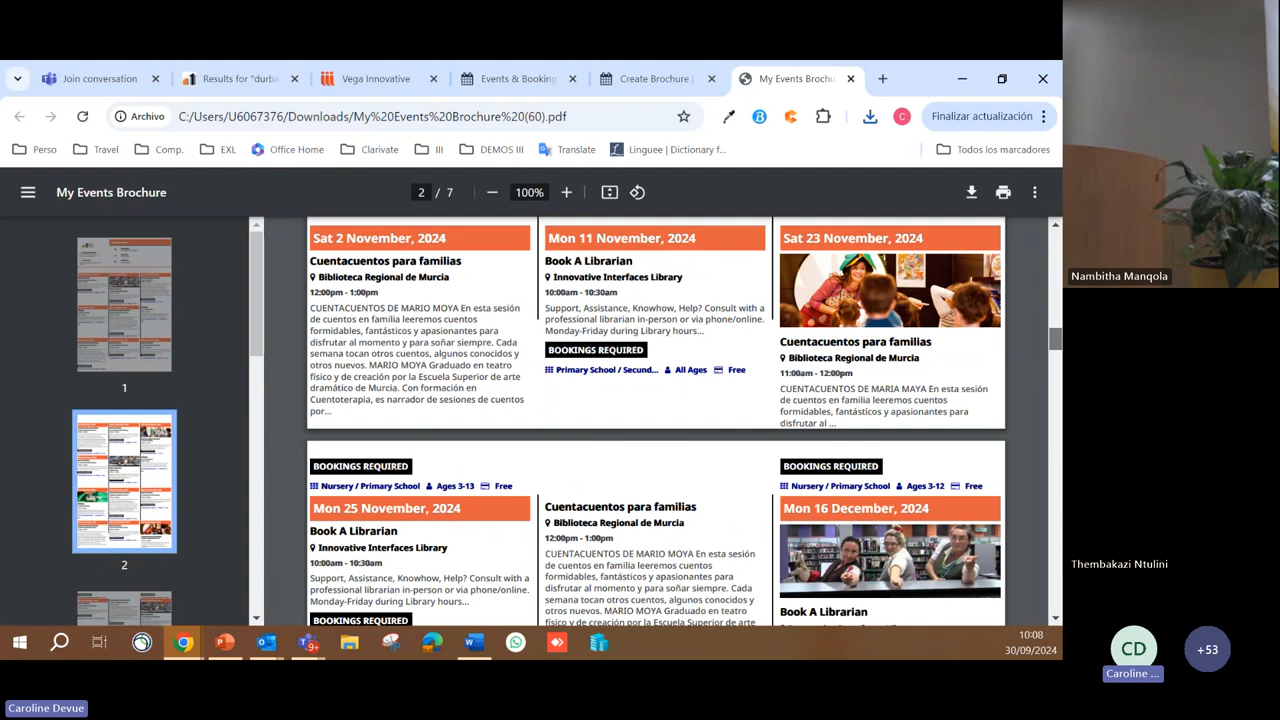 Join conversation
Results for "durba
Vega Innovative
Events & Booking
Create Brochure |
My Events Brochu
Archivo
C:/Users/U6067376/Downloads/My%20Events%20Brochure%20(60).pdf
C
Finalizar actualización
Perso
Travel
Comp.
EXL
Office Home
Clarivate
III
DEMOS III
Translate
Linguee | Dictionary f...
Todos los marcadores
My Events Brochure
2 / 7
100%
1
2
Sat 2 November, 2024
Cuentacuentos para familias
Biblioteca Regional de Murcia
12:00pm - 1:00pm
CUENTACUENTOS DE MARIO MOYA En esta sesión
de cuentos en familia leeremos cuentos
formidables, fantásticos y apasionantes para
disfrutar al momento y para soñar siempre. Cada
semana tocan otros cuentos, algunos conocidos y
otros nuevos. MARIO MOYA Graduado en teatro
físico y de creación por la Escuela Superior de arte
dramático de Murcia. Con formación en
Cuentoterapia, es narrador de sesiones de cuentos
por...
Mon 11 November, 2024
Book A Librarian
Innovative Interfaces Library
10:00am - 10:30am
Support, Assistance, Knowhow, Help? Consult with a
professional librarian in-person or via phone/online.
Monday-Friday during Library hours...
BOOKINGS REQUIRED
Primary School / Secund... All Ages Free
Sat 23 November, 2024
Cuentacuentos para familias
Biblioteca Regional de Murcia
11:00am - 12:00pm
CUENTACUENTOS DE MARIA MAYA En esta sesión
de cuentos en familia leeremos cuentos
formidables, fantásticos y apasionantes para
disfrutar al ...
BOOKINGS REQUIRED
Nursery / Primary School Ages 3-13 Free
Mon 25 November, 2024
Book A Librarian
Innovative Interfaces Library
10:00am - 10:30am
Support, Assistance, Knowhow, Help? Consult with a
professional librarian in-person or via phone/online.
Monday-Friday during Library hours...
BOOKINGS REQUIRED
Cuentacuentos para familias
Biblioteca Regional de Murcia
12:00pm - 1:00pm
CUENTACUENTOS DE MARIO MOYA En esta sesión
de cuentos en familia leeremos cuentos
formidables, fantásticos y apasionantes para
disfrutar al momento y para soñar siempre. Cada
semana tocan otros cuentos, algunos conocidos y
otros nuevos. MARIO MOYA Graduado en teatro
físico y de creación por la Escuela Superior de arte
BOOKINGS REQUIRED
Nursery / Primary School Ages 3-12 Free
Mon 16 December, 2024
Book A Librarian
9+
10:08
30/09/2024
Nambitha Manqola
Thembakazi Ntulini
CD
Caroline ...
+53
Caroline Devue